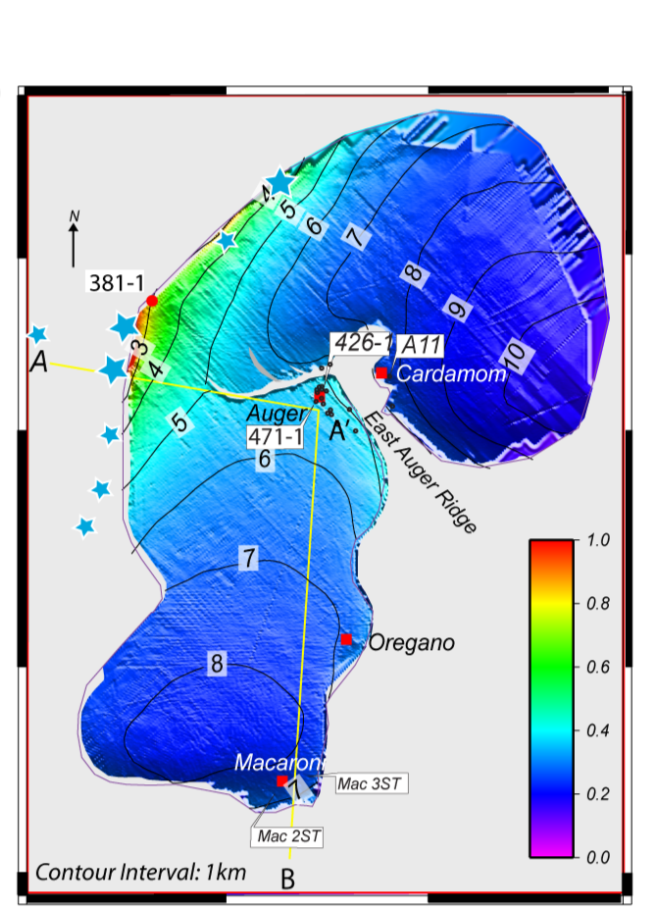 N
4
5
6
7
8
9
10
381-1
3
4
A
426-1
A11
Cardamom
Auger
471-1
A'
East Auger Ridge
5
6
7
Oregano
8
Macaroni
7
Mac 3ST
Mac 2ST
B
Contour Interval: 1km
1.0
0.8
0.6
0.4
0.2
0.0